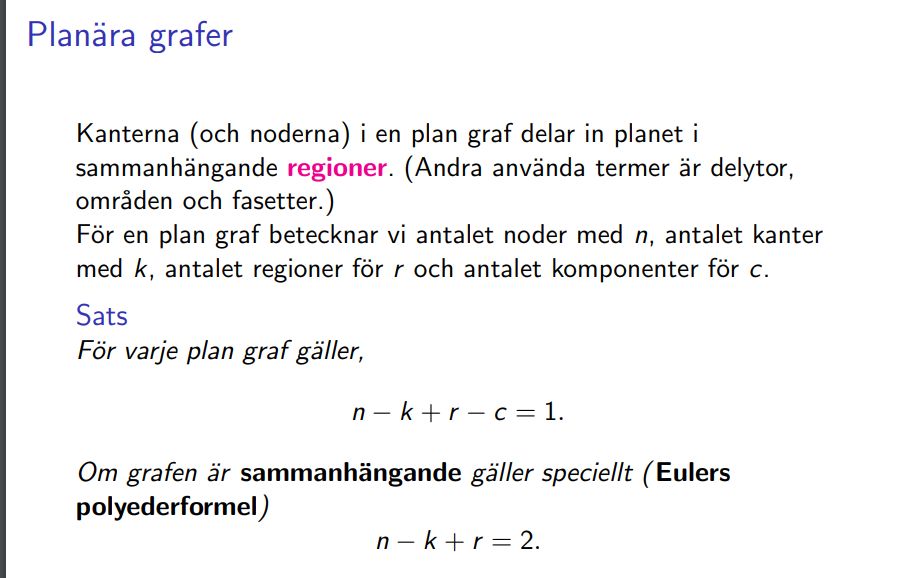 Planära grafer
Kanterna (och noderna) i en plan graf delar in planet i
sammanhängande regioner. (Andra använda termer är delytor,
områden och fasetter.)
För en plan graf betecknar vi antalet noder med n, antalet kanter
med k, antalet regioner för r och antalet komponenter för c.
Sats
För varje plan graf gäller,
n − k + r − c = 1.
Om grafen är sammanhängande gäller speciellt (Eulers
polyederformel)
n − k + r = 2.